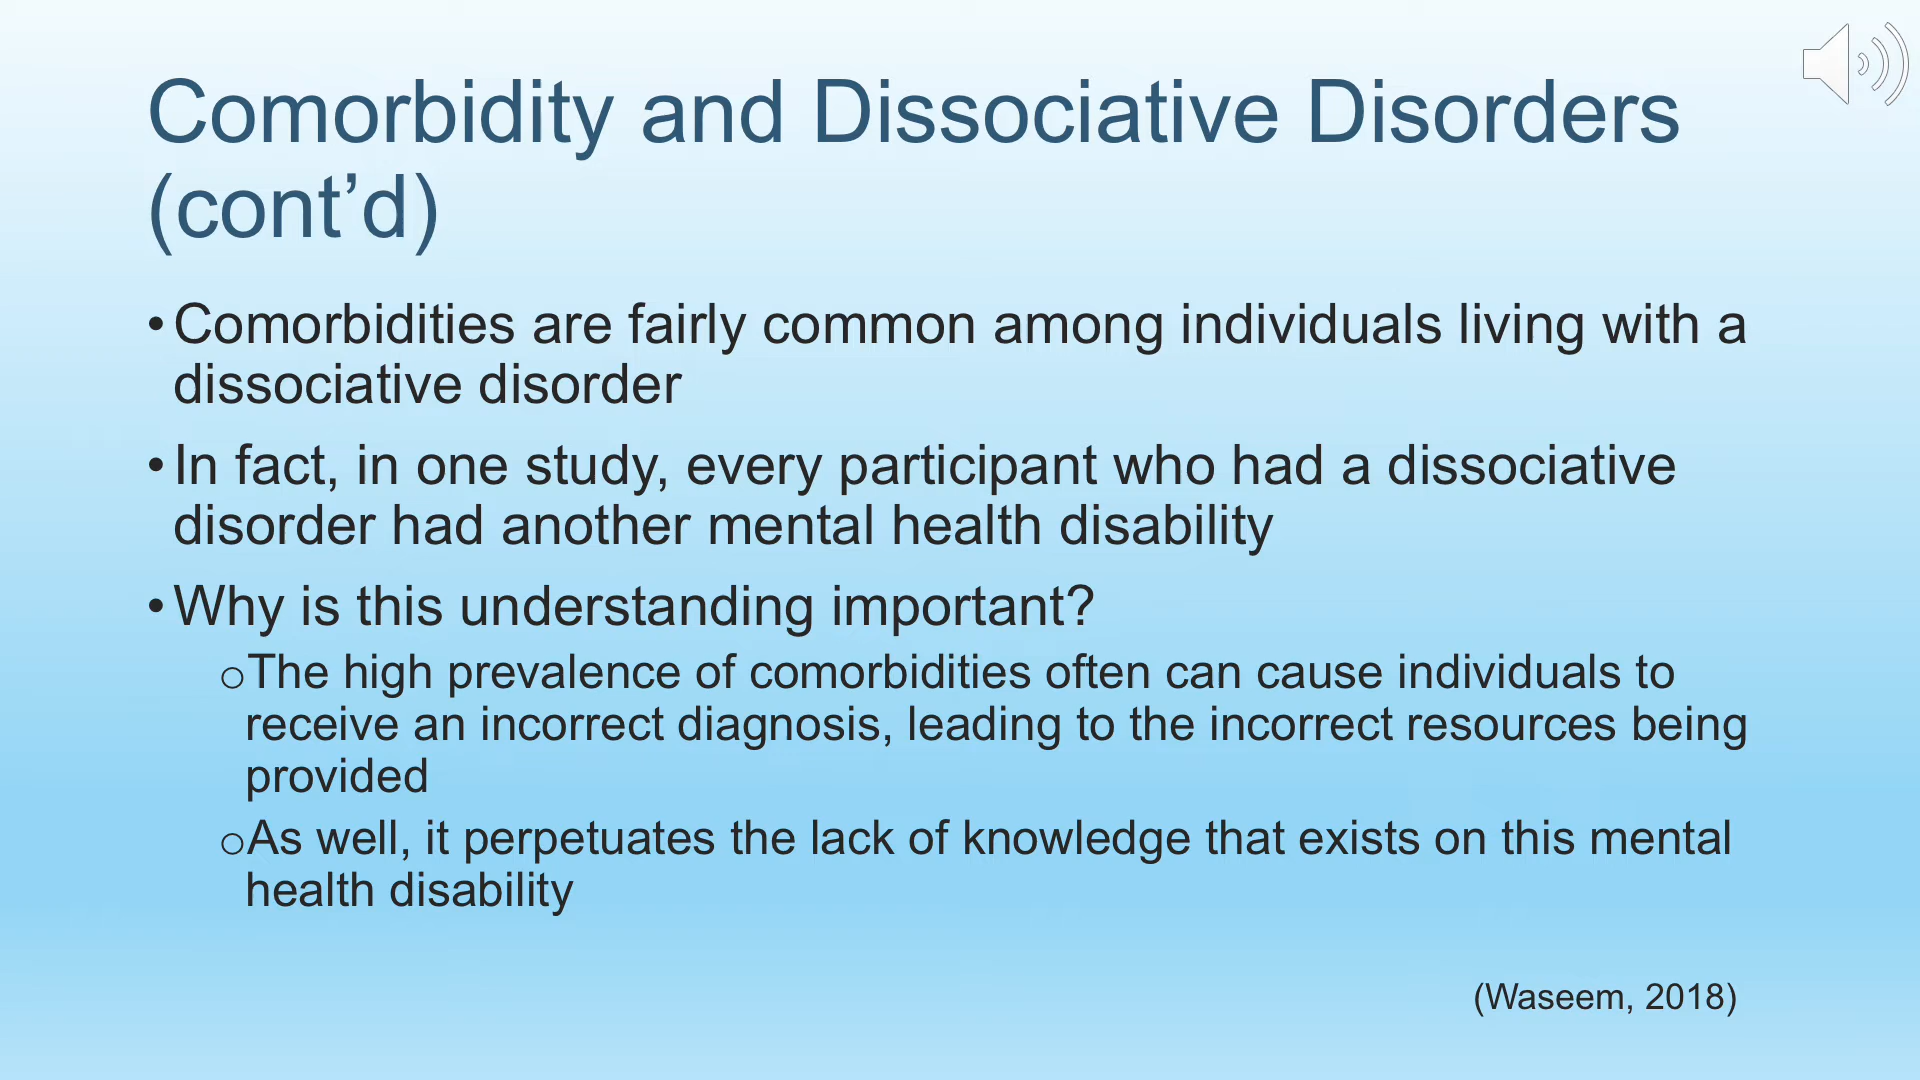 Comorbidity and Dissociative Disorders
(cont’d)
•Comorbidities are fairly common among individuals living with a
dissociative disorder
•In fact, in one study, every participant who had a dissociative
disorder had another mental health disability
•Why is this understanding important?
oThe high prevalence of comorbidities often can cause individuals to
receive an incorrect diagnosis, leading to the incorrect resources being
provided
oAs well, it perpetuates the lack of knowledge that exists on this mental
health disability
(Waseem, 2018)